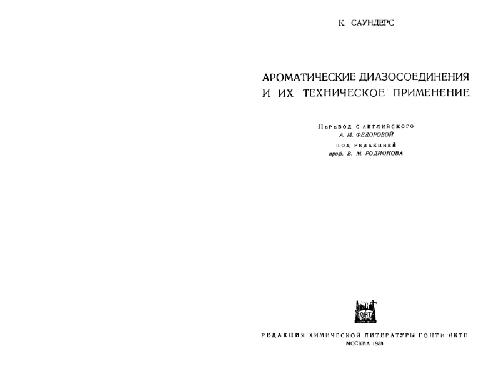 К. САУНДЕРС
АРОМАТИЧЕСКИЕ ДИАЗОСОЕДИНЕНИЯ
И ИХ ТЕХНИЧЕСКОЕ ПРИМЕНЕНИЕ
Перевод с английского
А. И. ФЕДОРОВОЙ
под редакцией
проф. В. М. РОДИОНОВА
РЕДАКЦИЯ ХИМИЧЕСКОЙ ЛИТЕРАТУРЫ ГОНТИ НКТП
МОСКВА